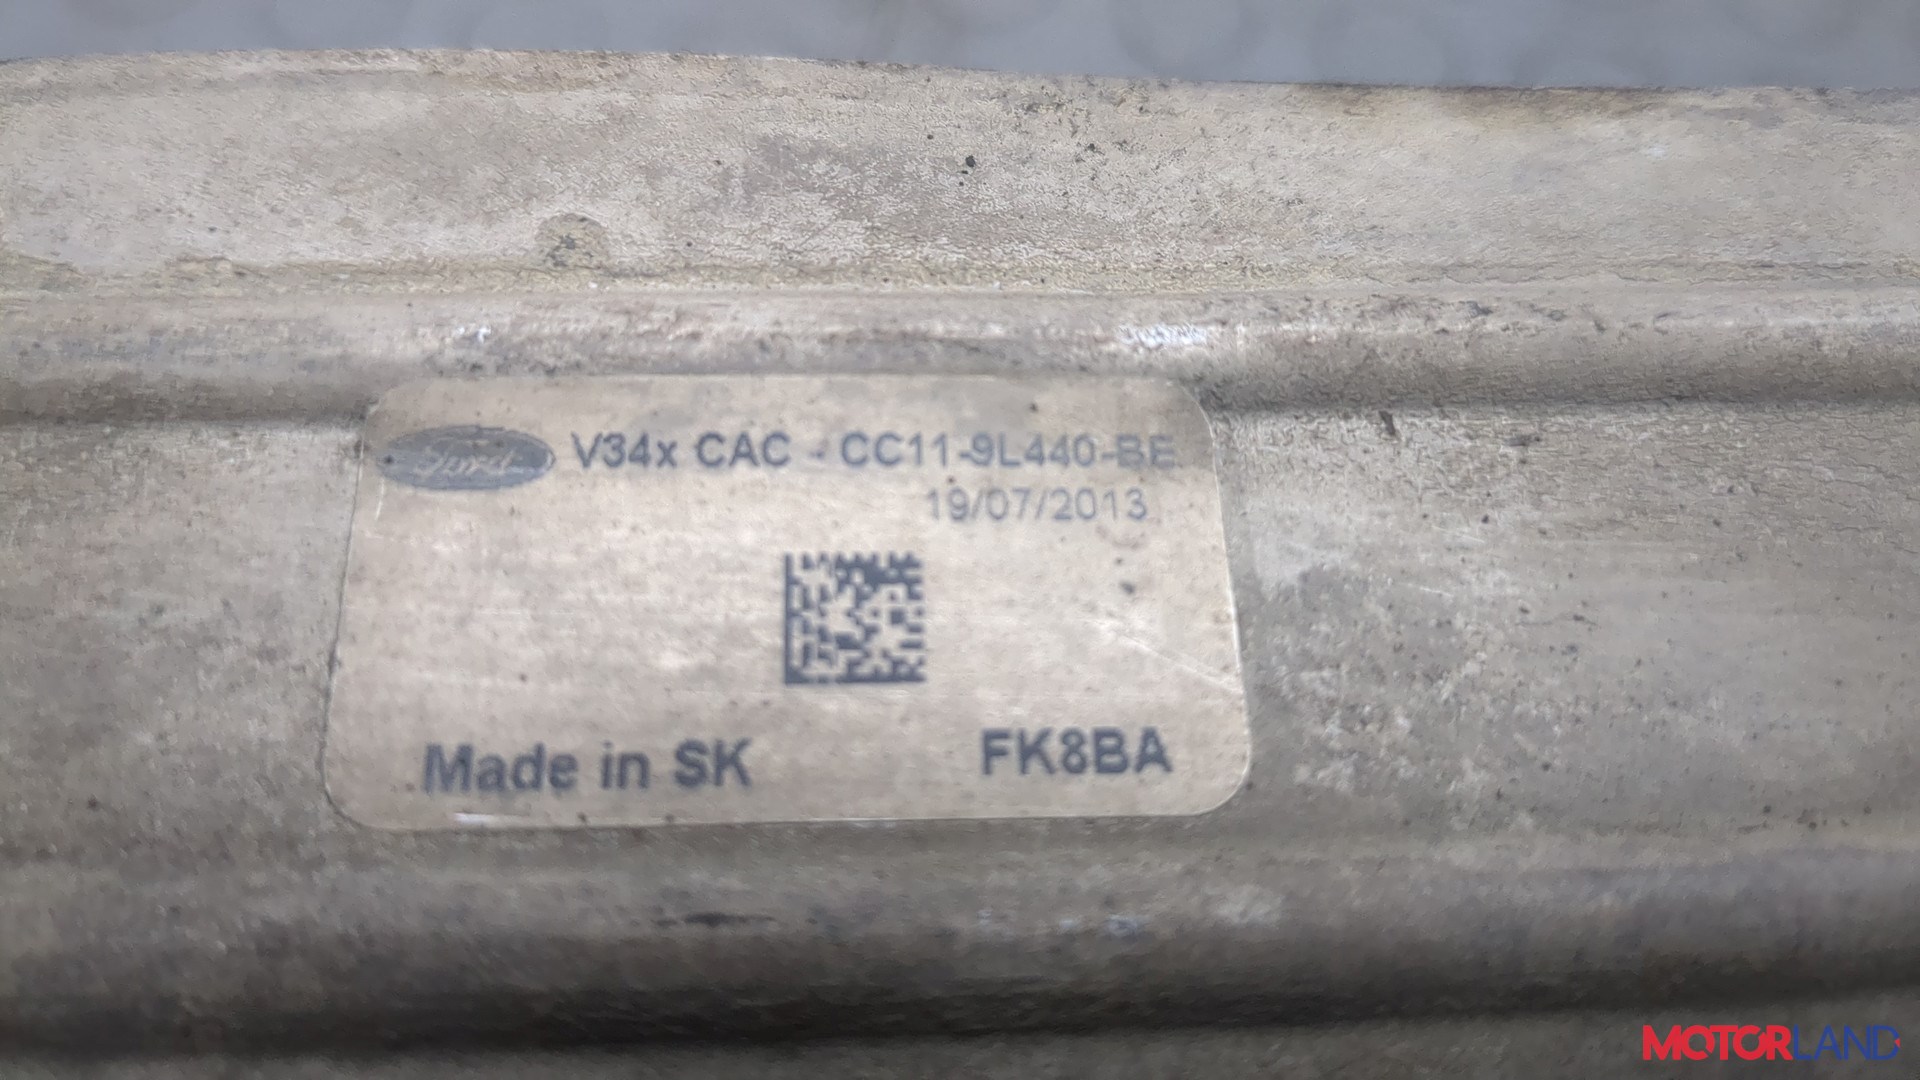 Ford V34x CAC - CC11-9L440-BE
19/07/2013
Made in SK FK8BA
MOTORLAND